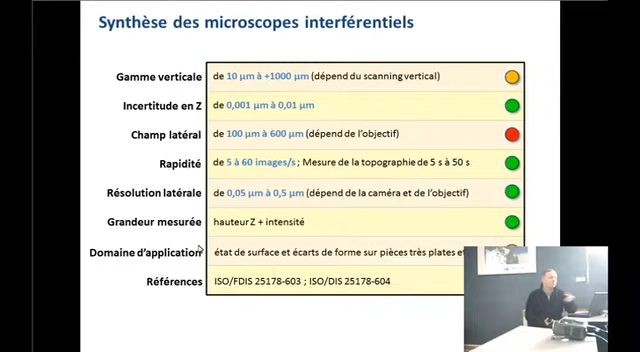 Synthèse des microscopes interférentiels
Gamme verticale de 10 µm à +1000 µm (dépend du scanning vertical)
Incertitude en Z de 0,001 µm à 0,01 µm
Champ latéral de 100 µm à 600 µm (dépend de l'objectif)
Rapidité de 5 à 60 images/s ; Mesure de la topographie de 5 s à 50 s
Résolution latérale de 0,05 µm à 0,5 µm (dépend de la caméra et de l'objectif)
Grandeur mesurée hauteur Z + intensité
Domaine d'application état de surface et écarts de forme sur pièces très plates et
Références ISO/FDIS 25178-603 ; ISO/DIS 25178-604